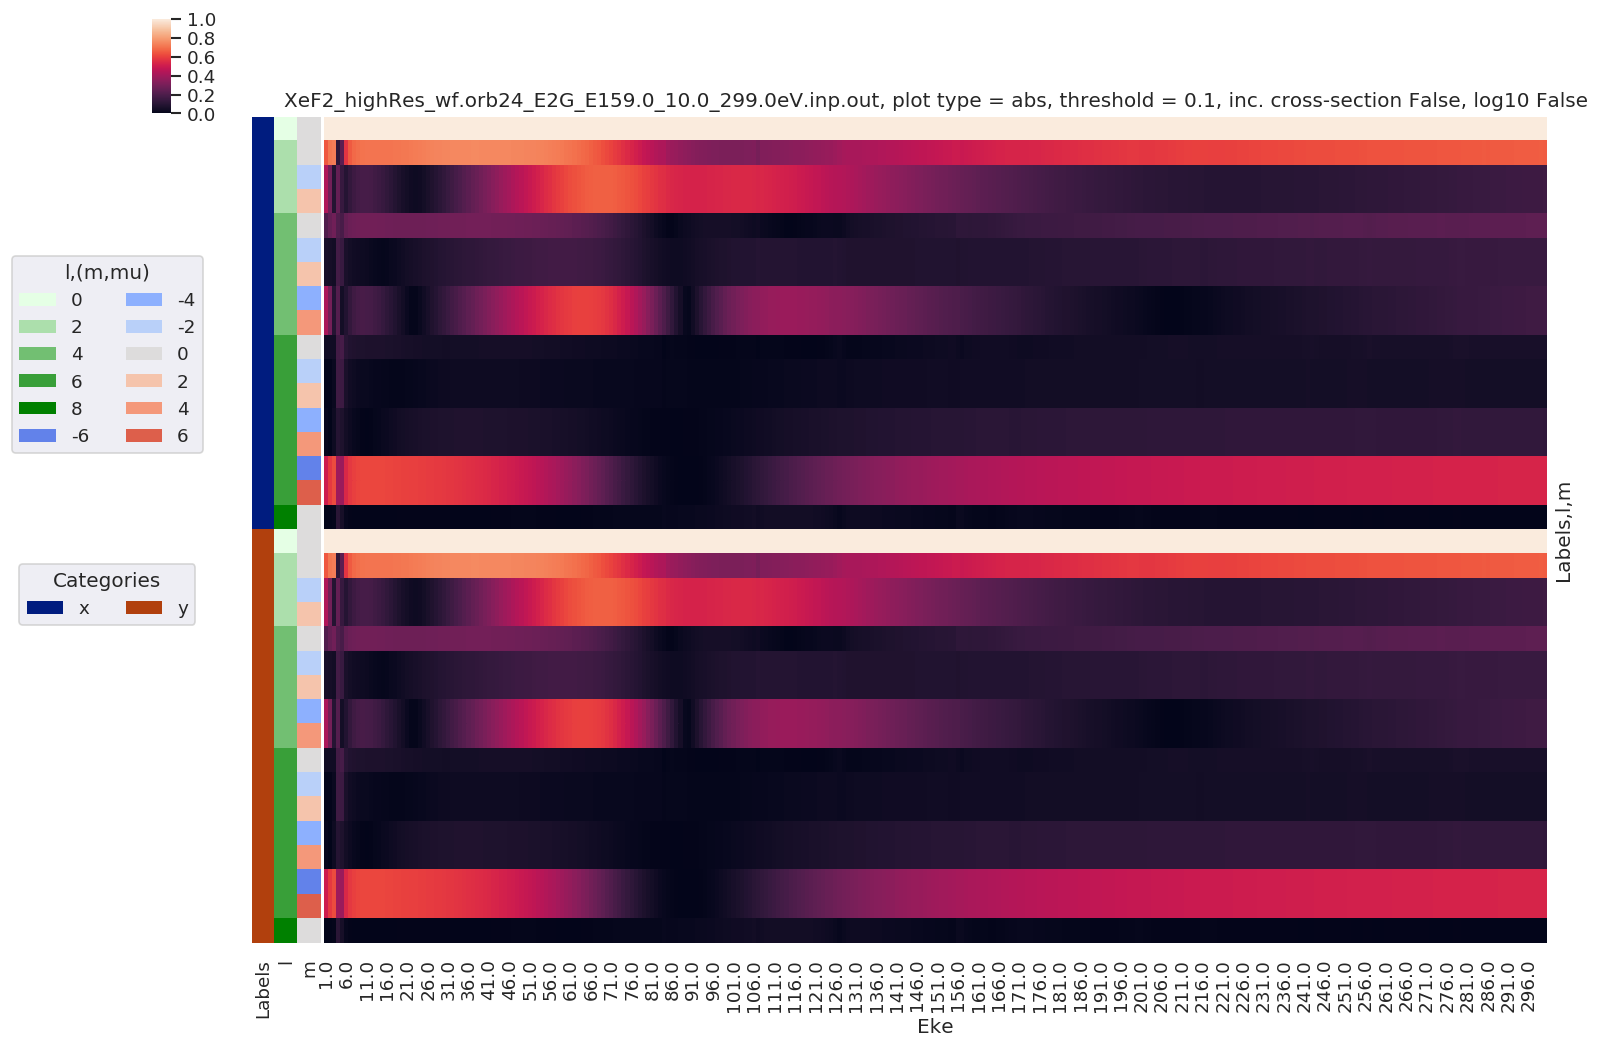 1.0
0.8
0.6
0.4
0.2
0.0
XeF2_highRes_wf.orb24_E2G_E159.0_10.0_299.0eV.inp.out, plot type = abs, threshold = 0.1, inc. cross-section False, log10 False
l,(m,mu)
0 -4
2 -2
4 0
6 2
8 4
-6 6
Categories
x y
Labels,l,m
Labels l m 1.0 6.0 11.0 16.0 21.0 26.0 31.0 36.0 41.0 46.0 51.0 56.0 61.0 66.0 71.0 76.0 81.0 86.0 91.0 96.0 101.0 106.0 111.0 116.0 121.0 126.0 131.0 136.0 141.0 146.0 151.0 156.0 161.0 166.0 171.0 176.0 181.0 186.0 191.0 196.0 201.0 206.0 211.0 216.0 221.0 226.0 231.0 236.0 241.0 246.0 251.0 256.0 261.0 266.0 271.0 276.0 281.0 286.0 291.0 296.0
Eke